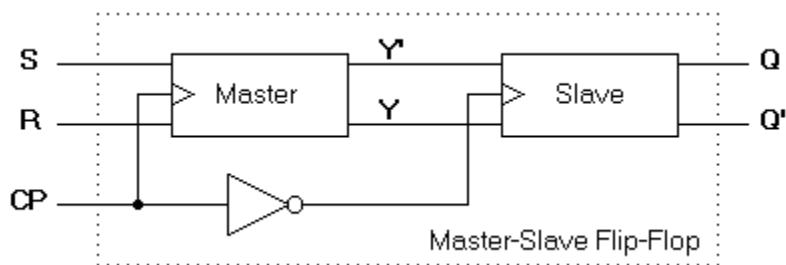 S
R
CP
Master
Y'
Y
Slave
Q
Q'
Master-Slave Flip-Flop